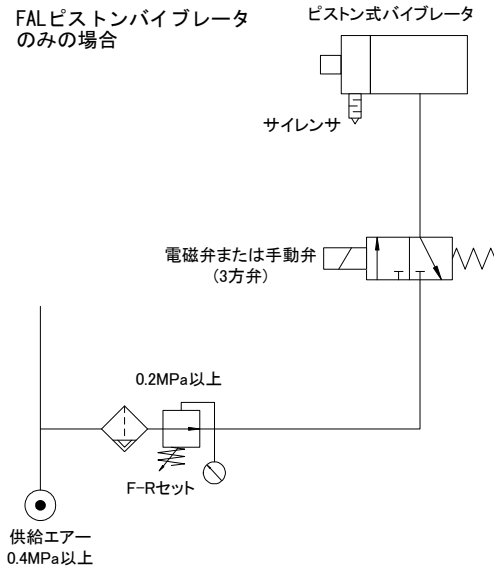 FALピストンバイブレータ
のみの場合
ピストン式バイブレータ
サイレンサ
電磁弁または手動弁
(3方弁)
0.2MPa以上
F-Rセット
供給エアー
0.4MPa以上